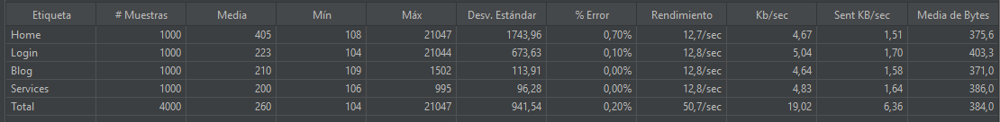 Etiqueta # Muestras Media Mín Máx Desv. Estándar % Error Rendimiento Kb/sec Sent KB/sec Media de Bytes
Home 1000 405 108 21047 1743,96 0,70% 12,7/sec 4,67 1,51 375,6
Login 1000 223 104 21044 673,63 0,10% 12,8/sec 5,04 1,70 403,3
Blog 1000 210 109 1502 113,91 0,00% 12,8/sec 4,64 1,58 371,0
Services 1000 200 106 995 96,28 0,00% 12,8/sec 4,83 1,64 386,0
Total 4000 260 104 21047 941,54 0,20% 50,7/sec 19,02 6,36 384,0